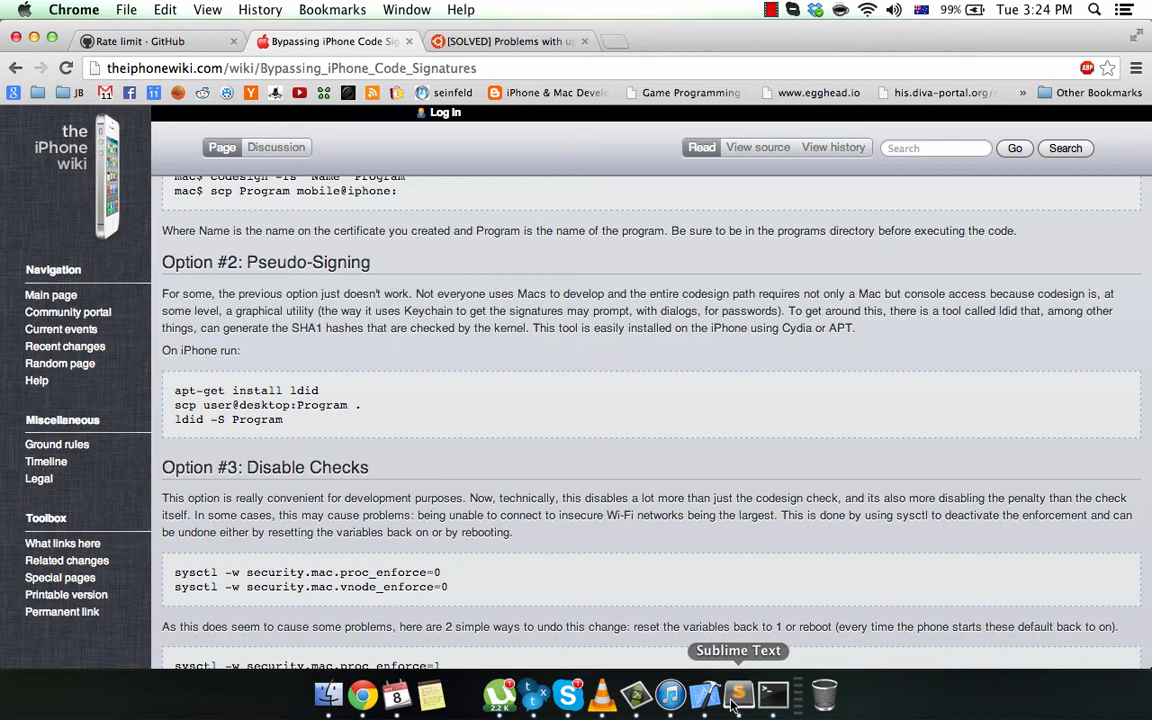 Chrome File Edit View History Bookmarks Window Help 99% Tue 3:24 PM
Rate limit · GitHub Bypassing iPhone Code Sig [SOLVED] Problems with u
theiphonewiki.com/wiki/Bypassing_iPhone_Code_Signatures ABP
JB 11 seinfeld iPhone & Mac Devel Game Programming www.egghead.io his.diva-portal.org/ » Other Bookmarks
Log in
the
iPhone
wiki
Page Discussion Read View source View history Search Go Search
mac$ codesign -fs "Name" Program
mac$ scp Program mobile@iphone:
Where Name is the name on the certificate you created and Program is the name of the program. Be sure to be in the programs directory before executing the code.
Option #2: Pseudo-Signing
For some, the previous option just doesn't work. Not everyone uses Macs to develop and the entire codesign path requires not only a Mac but console access because codesign is, at
some level, a graphical utility (the way it uses Keychain to get the signatures may prompt, with dialogs, for passwords). To get around this, there is a tool called ldid that, among other
things, can generate the SHA1 hashes that are checked by the kernel. This tool is easily installed on the iPhone using Cydia or APT.
On iPhone run:
apt-get install ldid
scp user@desktop:Program .
ldid -S Program
Option #3: Disable Checks
This option is really convenient for development purposes. Now, technically, this disables a lot more than just the codesign check, and its also more disabling the penalty than the check
itself. In some cases, this may cause problems: being unable to connect to insecure Wi-Fi networks being the largest. This is done by using sysctl to deactivate the enforcement and can
be undone either by resetting the variables back on or by rebooting.
sysctl -w security.mac.proc_enforce=0
sysctl -w security.mac.vnode_enforce=0
As this does seem to cause some problems, here are 2 simple ways to undo this change: reset the variables back to 1 or reboot (every time the phone starts these default back to on).
sysctl -w security.mac.proc_enforce=1
Navigation
Main page
Community portal
Current events
Recent changes
Random page
Help
Miscellaneous
Ground rules
Timeline
Legal
Toolbox
What links here
Related changes
Special pages
Printable version
Permanent link
Sublime Text
8
2.2 K